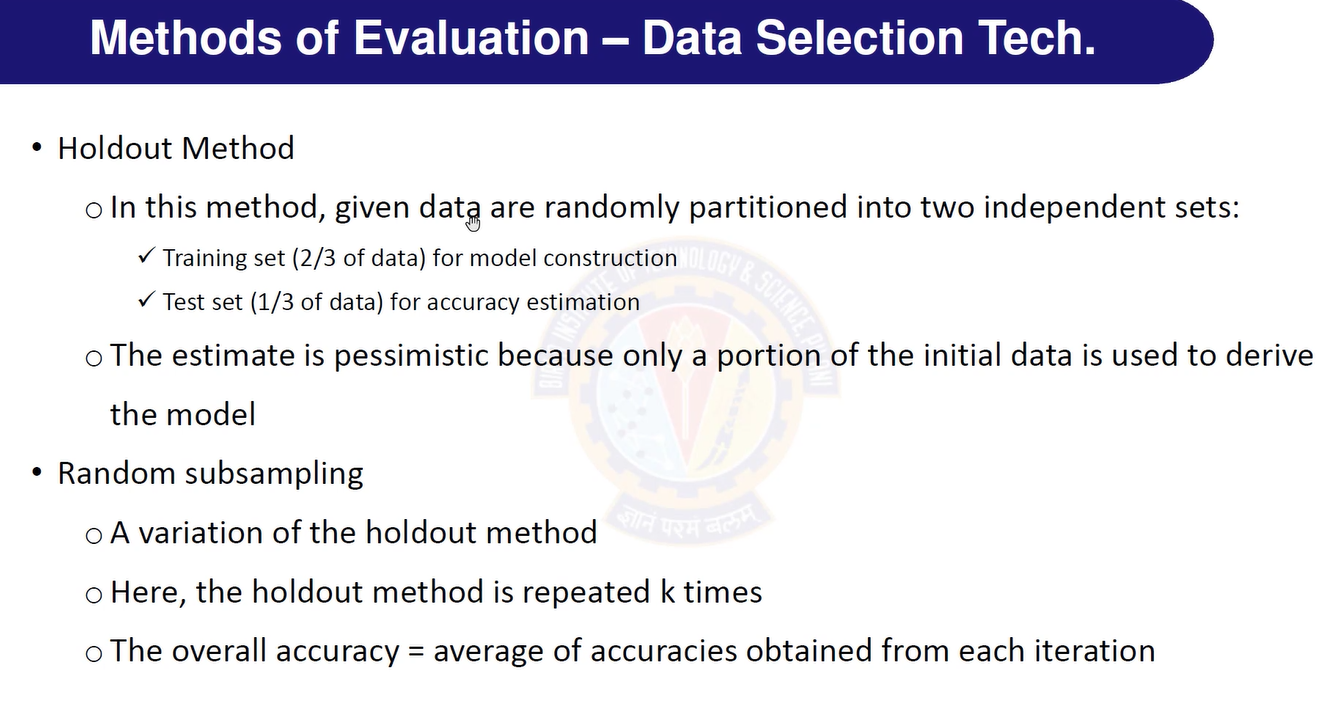 Methods of Evaluation – Data Selection Tech.
• Holdout Method
o In this method, given data are randomly partitioned into two independent sets:
✓ Training set (2/3 of data) for model construction
✓ Test set (1/3 of data) for accuracy estimation
o The estimate is pessimistic because only a portion of the initial data is used to derive
the model
• Random subsampling
o A variation of the holdout method
o Here, the holdout method is repeated k times
o The overall accuracy = average of accuracies obtained from each iteration
ज्ञानं परमं बलम्